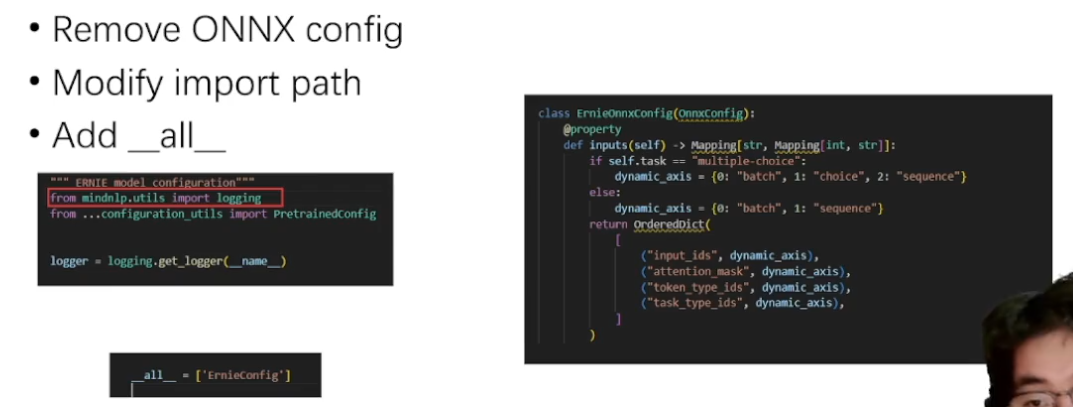 • Remove ONNX config
• Modify import path
• Add __all__
""" ERNIE model configuration"""
from mindnlp.utils import logging
from ...configuration_utils import PretrainedConfig
logger = logging.get_logger(__name__)
__all__ = ['ErnieConfig']
class ErnieOnnxConfig(OnnxConfig):
@property
def inputs(self) -> Mapping[str, Mapping[int, str]]:
if self.task == "multiple-choice":
dynamic_axis = {0: "batch", 1: "choice", 2: "sequence"}
else:
dynamic_axis = {0: "batch", 1: "sequence"}
return OrderedDict(
[
("input_ids", dynamic_axis),
("attention_mask", dynamic_axis),
("token_type_ids", dynamic_axis),
("task_type_ids", dynamic_axis),
]
)